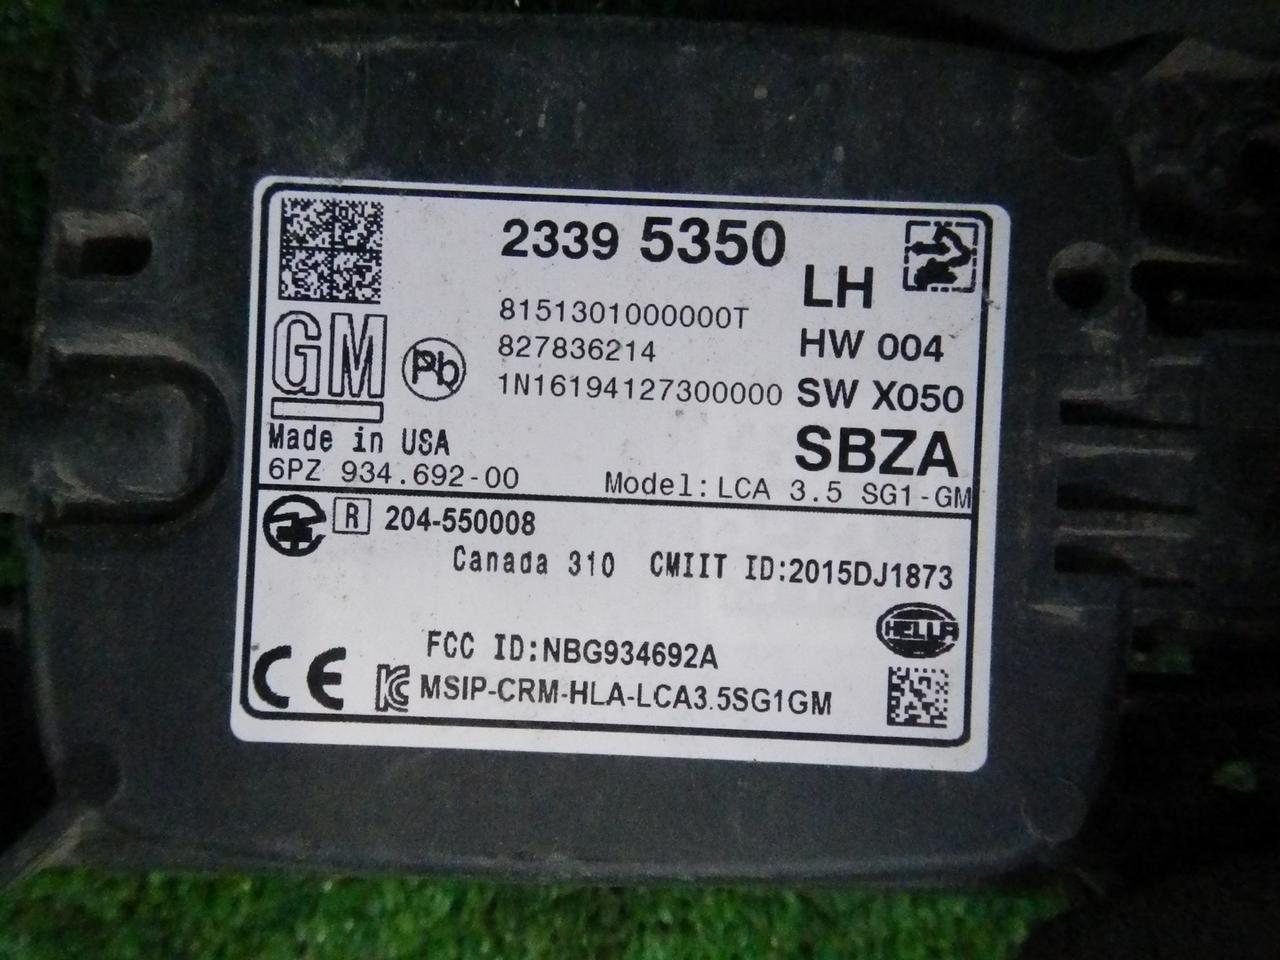 2339 5350
LH
8151301000000T
HW 004
827836214
1N16194127300000
SW X050
GM
Pb
SBZA
Made in USA
6PZ 934.692-00
Model: LCA 3.5 SG1-GM
R 204-550008
Canada 310 CMIIT ID:2015DJ1873
HELLA
FCC ID:NBG934692A
CE
MSIP-CRM-HLA-LCA3.5SG1GM